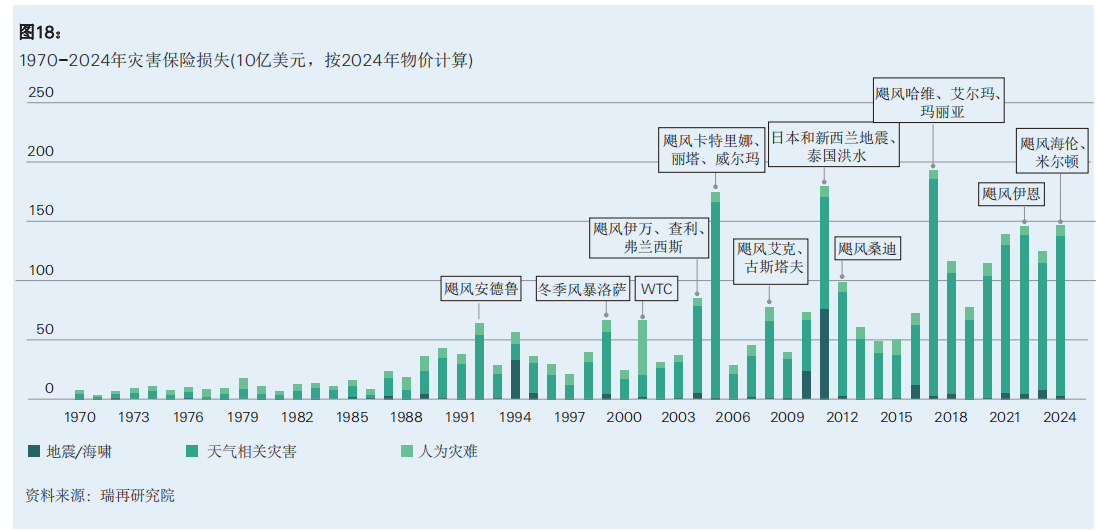 图18：
1970–2024年灾害保险损失(10亿美元，按2024年物价计算)
250
200
150
100
50
0
飓风安德鲁
冬季风暴洛萨
WTC
飓风伊万、查利、
弗兰西斯
飓风卡特里娜、
丽塔、威尔玛
飓风艾克、
古斯塔夫
日本和新西兰地震、
泰国洪水
飓风桑迪
飓风哈维、艾尔玛、
玛丽亚
飓风伊恩
飓风海伦、
米尔顿
1970 1973 1976 1979 1982 1985 1988 1991 1994 1997 2000 2003 2006 2009 2012 2015 2018 2021 2024
地震/海啸 天气相关灾害 人为灾难
资料来源：瑞再研究院